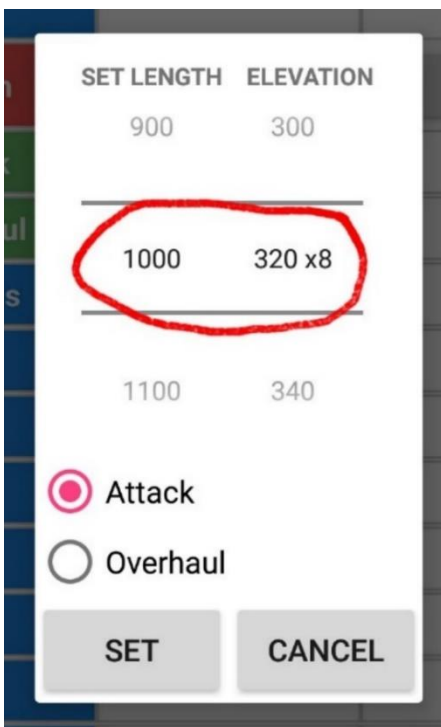 SET LENGTH ELEVATION
900 300
1000 320 x8
1100 340
Attack
Overhaul
SET CANCEL